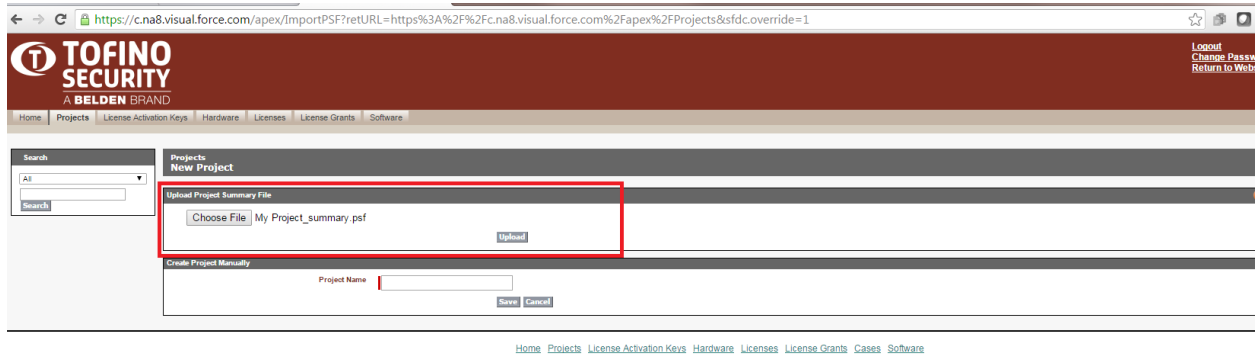 https://c.na8.visual.force.com/apex/ImportPSF?retURL=https%3A%2F%2Fc.na8.visual.force.com%2Fapex%2FProjects&sfdc.override=1
TOFINO
SECURITY
A BELDEN BRAND
Logout
Change Passw
Return to Webs
Home Projects License Activation Keys Hardware Licenses License Grants Software
Search
All
Search
Projects
New Project
Upload Project Summary File
Choose File My Project_summary.psf
Upload
Create Project Manually
Project Name
Save Cancel
Home Projects License Activation Keys Hardware Licenses License Grants Cases Software